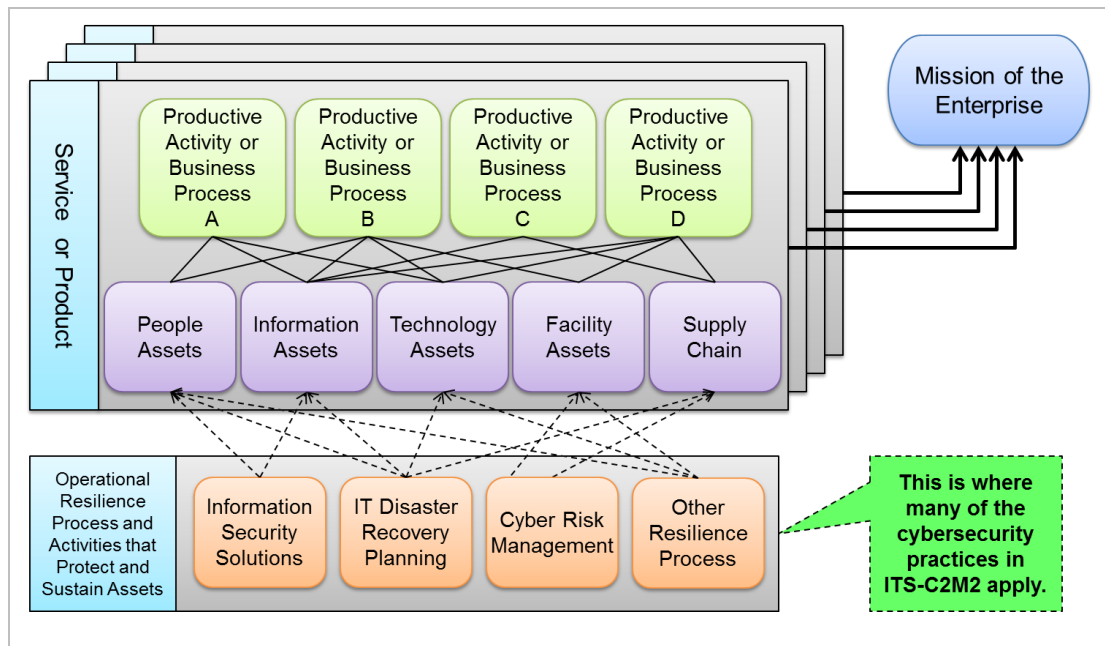 Mission of the
Enterprise
Service or Product
Productive
Activity or
Business
Process
A
Productive
Activity or
Business
Process
B
Productive
Activity or
Business
Process
C
Productive
Activity or
Business
Process
D
People
Assets
Information
Assets
Technology
Assets
Facility
Assets
Supply
Chain
Operational
Resilience
Process and
Activities that
Protect and
Sustain Assets
Information
Security
Solutions
IT Disaster
Recovery
Planning
Cyber Risk
Management
Other
Resilience
Process
This is where
many of the
cybersecurity
practices in
ITS-C2M2 apply.